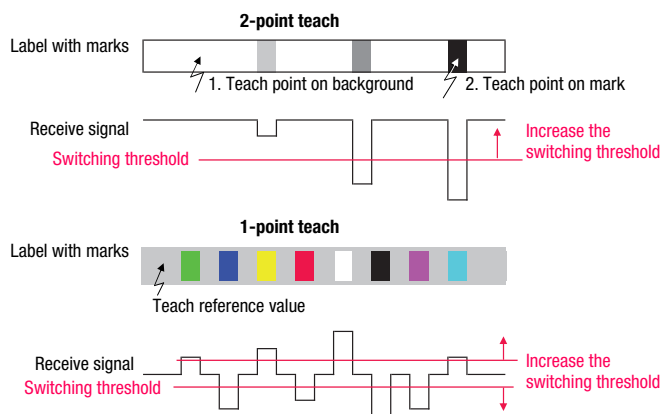 2-point teach
Label with marks
1. Teach point on background
2. Teach point on mark
Receive signal
Switching threshold
Increase the
switching threshold
1-point teach
Label with marks
Teach reference value
Receive signal
Switching threshold
Increase the
switching threshold